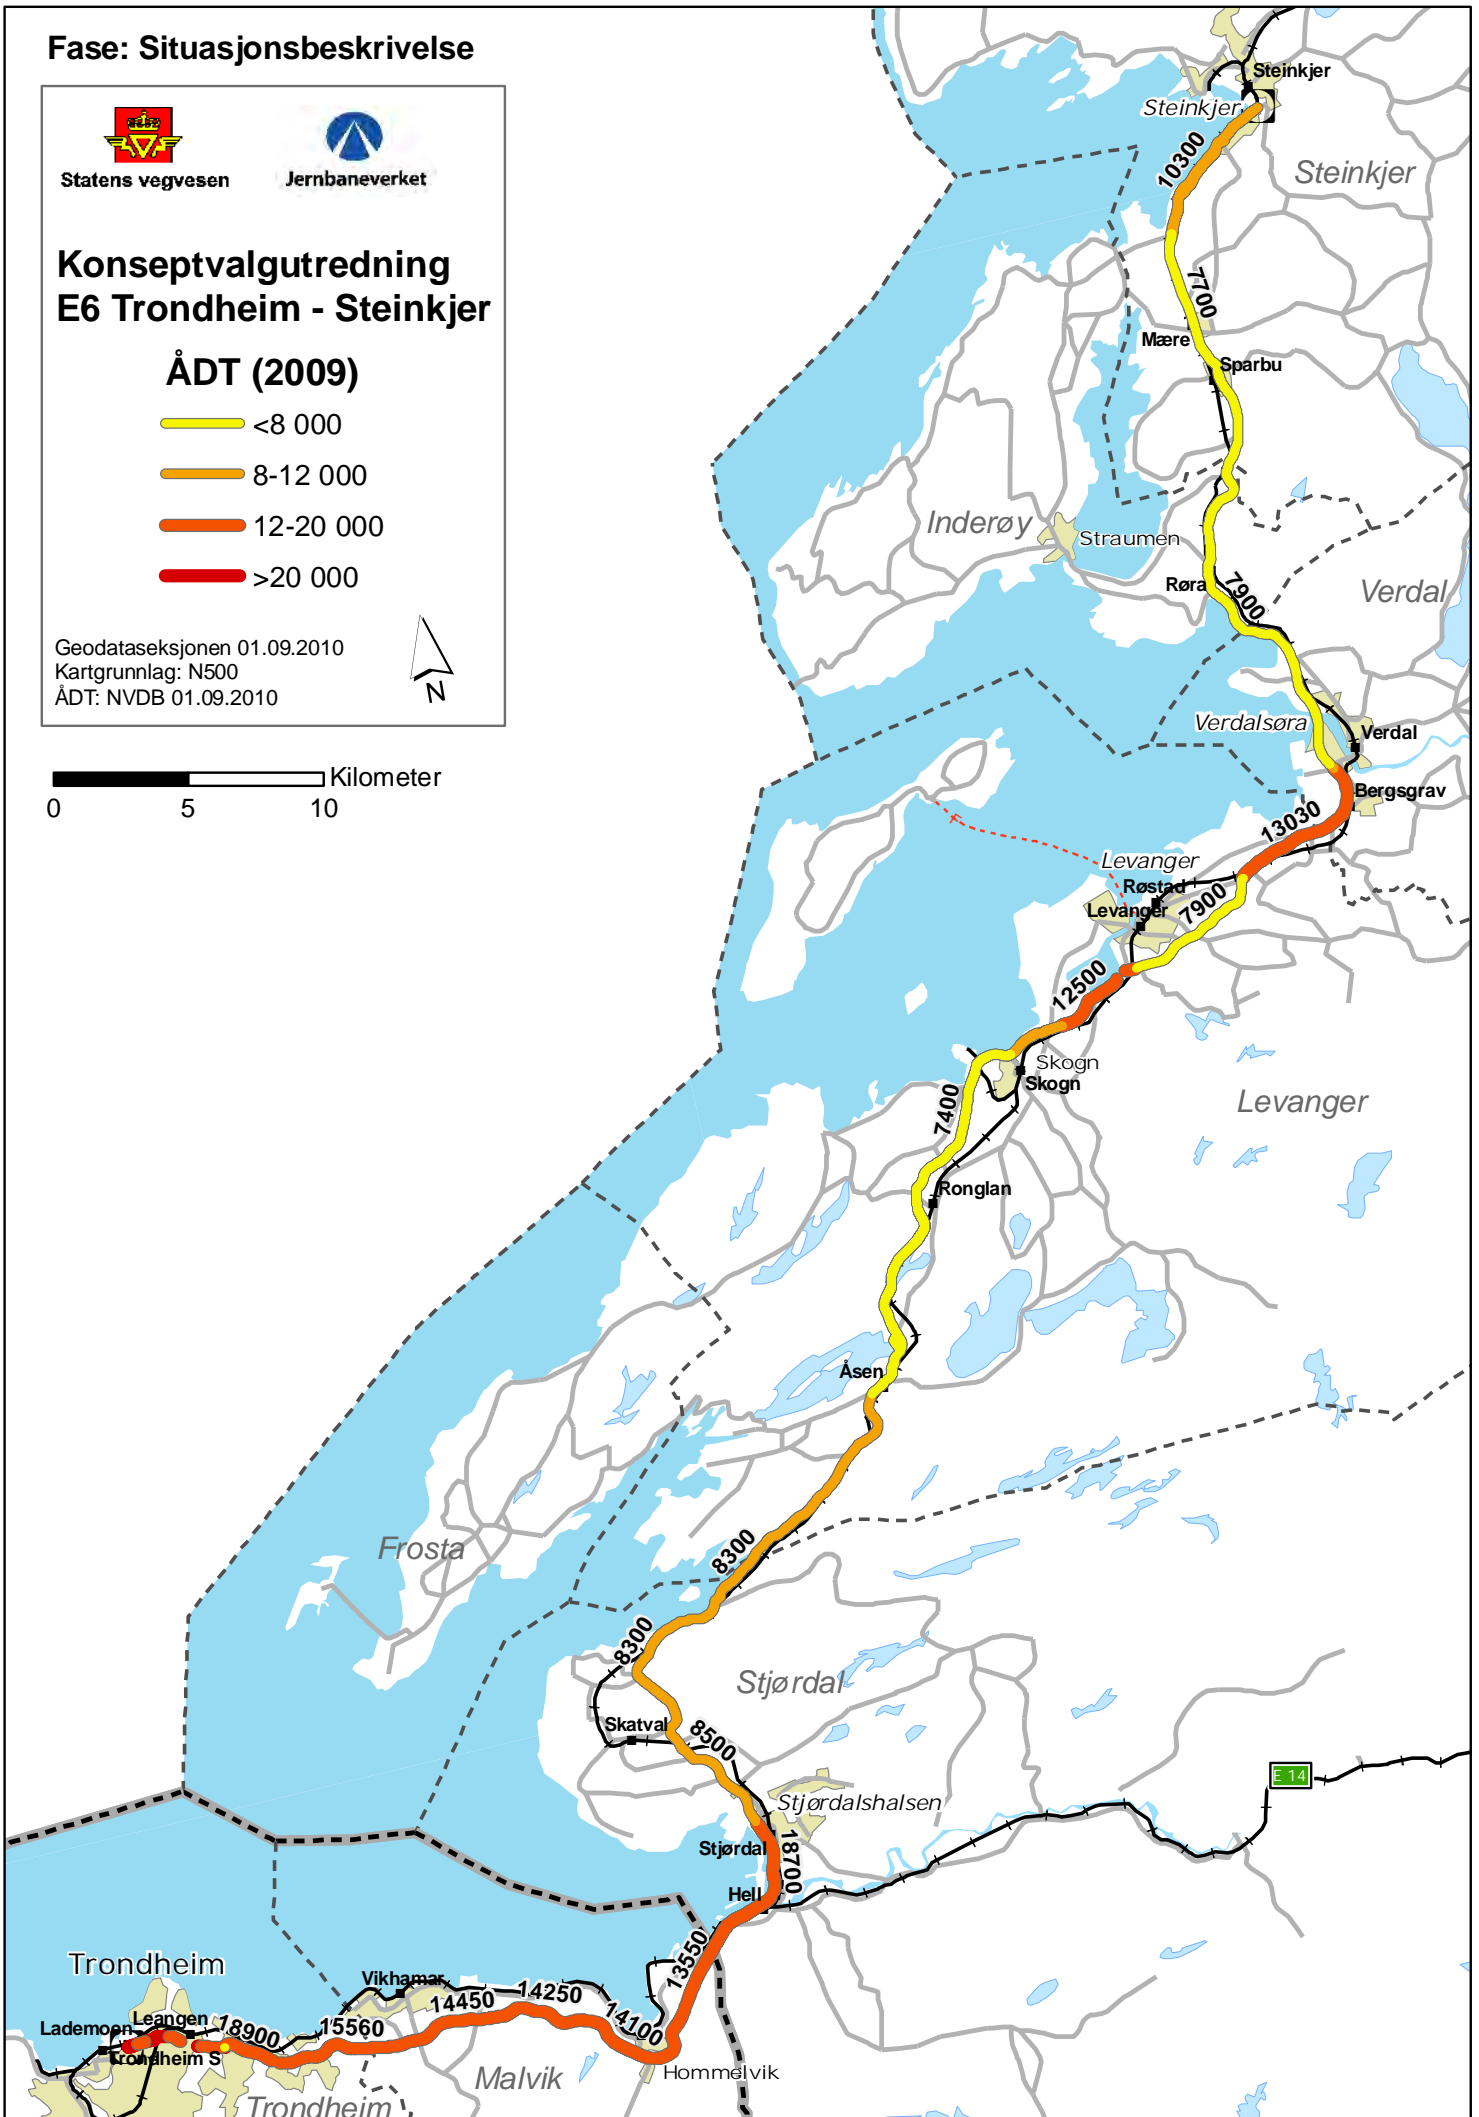 Fase: Situasjonsbeskrivelse
Statens vegvesen
Jernbaneverket
Konseptvalgutredning
E6 Trondheim - Steinkjer
ÅDT (2009)
<8 000
8-12 000
12-20 000
>20 000
Geodataseksjonen 01.09.2010
Kartgrunnlag: N500
ÅDT: NVDB 01.09.2010
N
Kilometer
0 5 10
Steinkjer
Steinkjer
10300
Steinkjer
7700
Mære
Sparbu
Inderøy
Straumen
Røra
7900
Verdal
Verdalsøra
Verdal
Bergsgrav
13030
Levanger
Røstad
Levanger
7900
12500
Skogn
Skogn
Levanger
7400
Ronglan
Åsen
8300
Frosta
8300
Stjørdal
Skatval
8500
E 14
Stjørdalshalsen
Stjørdal
18700
Hell
13550
Trondheim
Vikhamar
14450
14250
14100
Leangen
Lademoen
18900
15560
Trondheim S
Hommelvik
Malvik
Trondheim